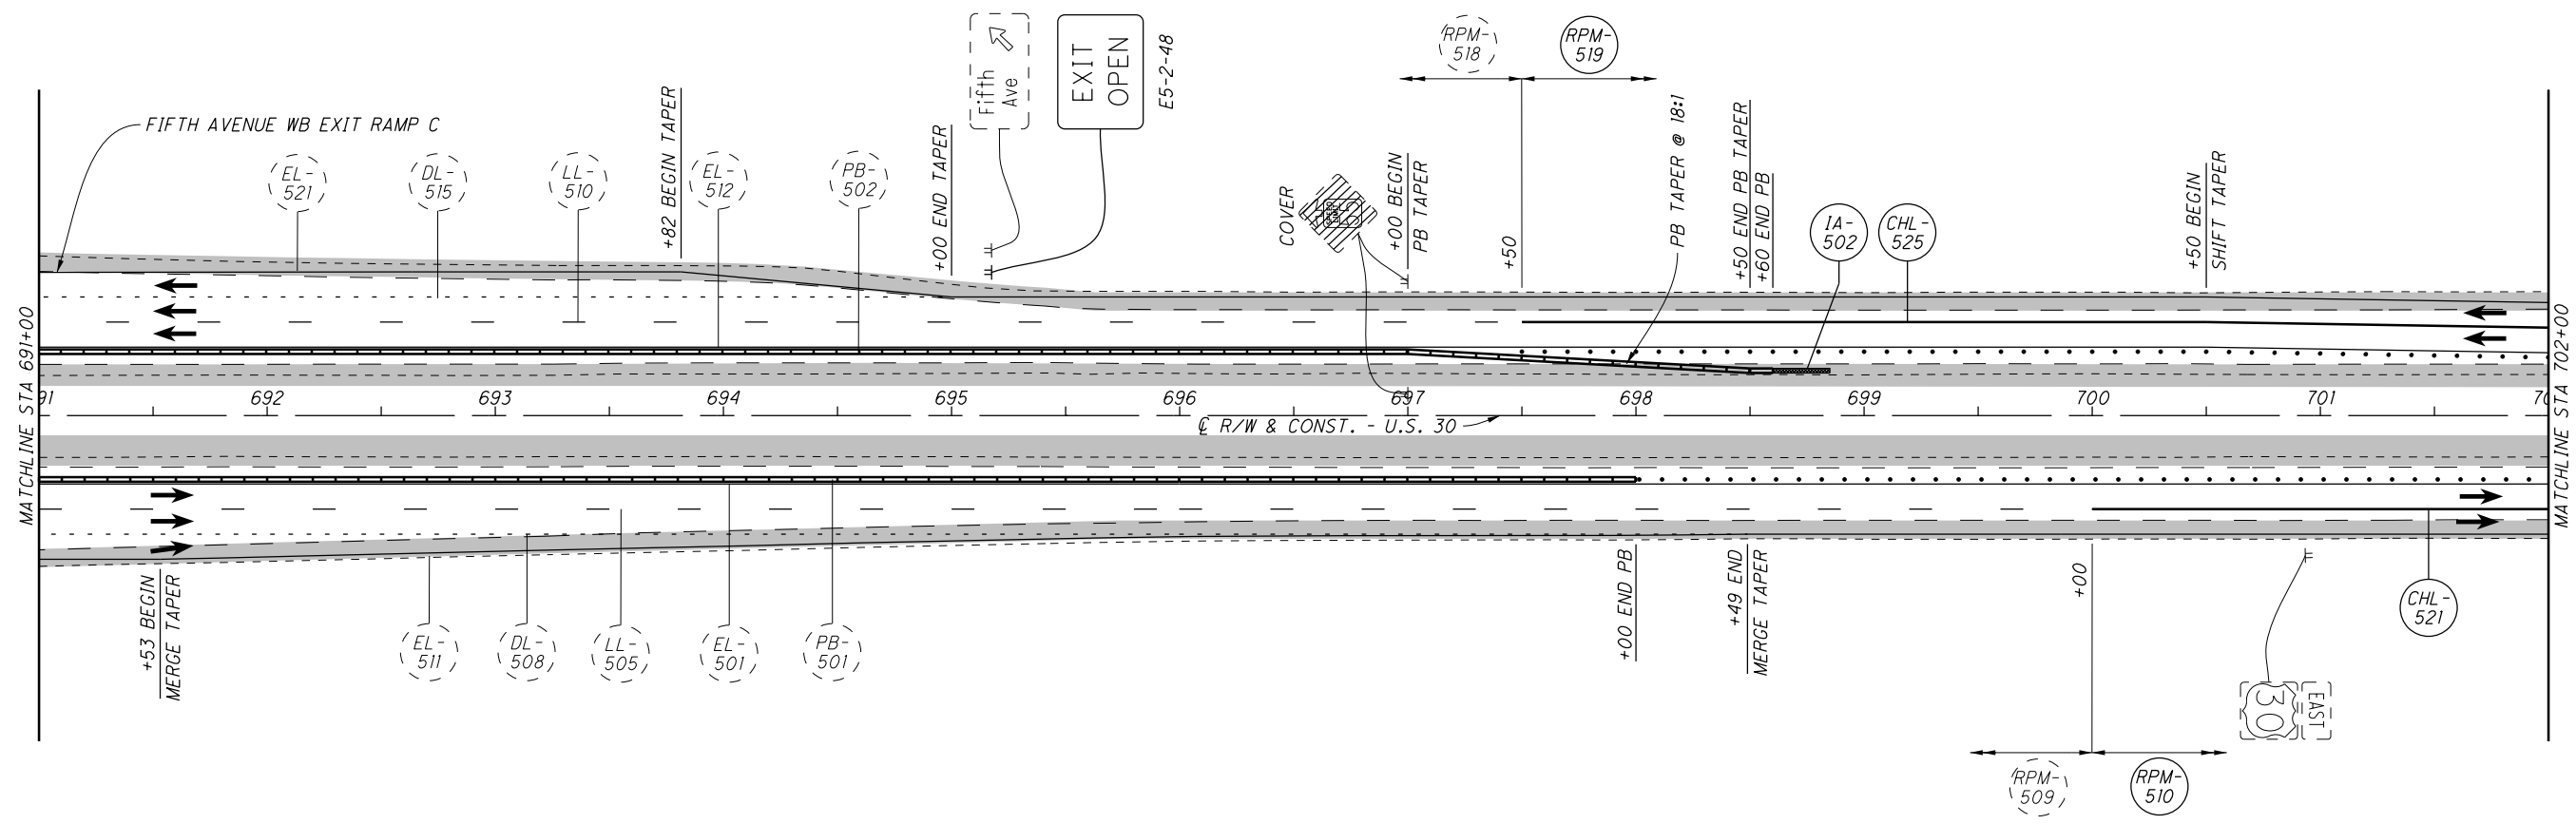 RPM-
518
RPM-
519
Fifth
Ave
EXIT
OPEN
E5-2-48
FIFTH AVENUE WB EXIT RAMP C
EL-
521
DL-
515
LL-
510
+82 BEGIN TAPER
EL-
512
PB-
502
+00 END TAPER
COVER
SPEED
LIMIT
55
+00 BEGIN
PB TAPER
+50
PB TAPER @ 18:1
+50 END PB TAPER
+60 END PB
IA-
502
CHL-
525
+50 BEGIN
SHIFT TAPER
MATCHLINE STA 691+00
MATCHLINE STA 702+00
91
692
693
694
695
696
697
698
699
700
701
70
℄ R/W & CONST. - U.S. 30
+53 BEGIN
MERGE TAPER
EL-
511
DL-
508
LL-
505
EL-
501
PB-
501
+00 END PB
+49 END
MERGE TAPER
+00
CHL-
521
EAST
30
RPM-
509
RPM-
510